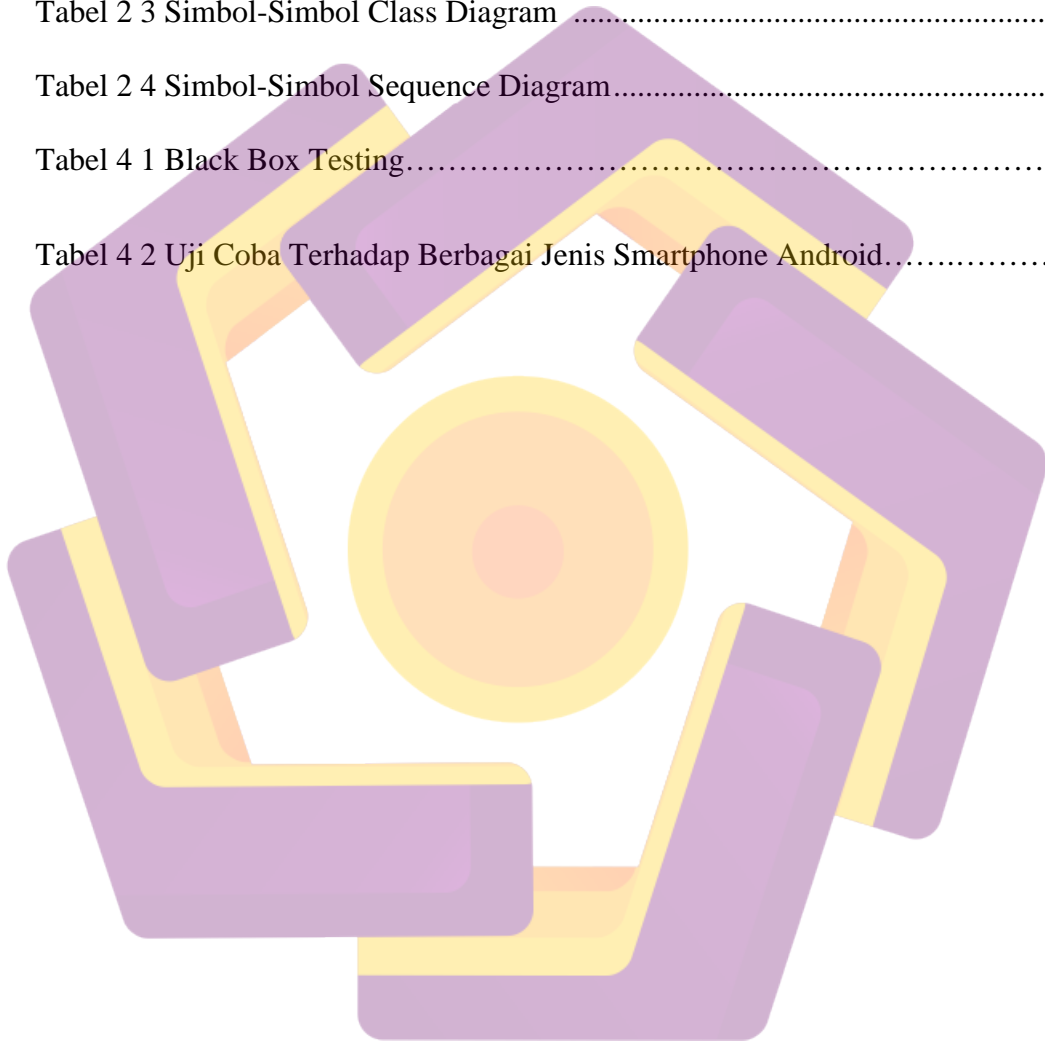 Tabel 2 3 Simbol-Simbol Class Diagram ..........................................................
Tabel 2 4 Simbol-Simbol Sequence Diagram.....................................................
Tabel 4 1 Black Box Testing……………………………………………………………….
Tabel 4 2 Uji Coba Terhadap Berbagai Jenis Smartphone Android…….…………